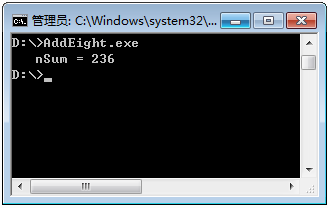 管理员: C:\Windows\system32\...
D:\>AddEight.exe
nSum = 236
D:\>